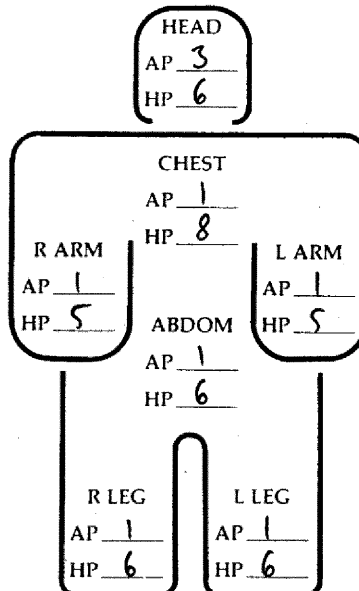 HEAD
AP 3
HP 6
CHEST
AP 1
HP 8
R ARM
AP 1
HP 5
L ARM
AP 1
HP 5
ABDOM
AP 1
HP 6
R LEG
AP 1
HP 6
L LEG
AP 1
HP 6